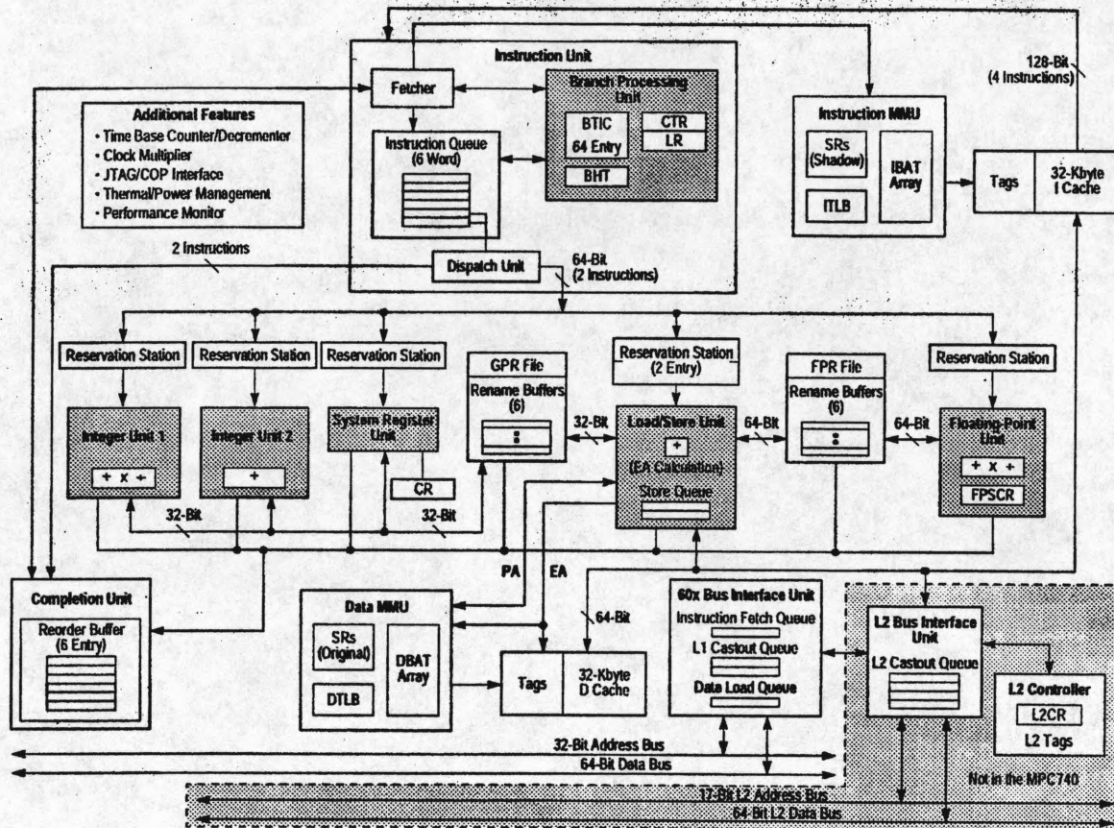 Instruction Unit
Fetcher
Branch Processing
Unit
BTIC
64 Entry
CTR
LR
BHT
Instruction Queue
(6 Word)
Dispatch Unit
64-Bit
(2 Instructions)
2 Instructions
Additional Features
• Time Base Counter/Decrementer
• Clock Multiplier
• JTAG/COP Interface
• Thermal/Power Management
• Performance Monitor
128-Bit
(4 Instructions)
Instruction MMU
SRs
(Shadow)
ITLB
IBAT
Array
Tags
32-Kbyte
I Cache
Reservation Station
Reservation Station
Reservation Station
Reservation Station
(2 Entry)
Reservation Station
GPR File
Rename Buffers
(6)
FPR File
Rename Buffers
(6)
Integer Unit 1
+ x ÷
Integer Unit 2
+
System Register
Unit
CR
32-Bit
Load/Store Unit
+
(EA Calculation)
Store Queue
64-Bit
64-Bit
Floating-Point
Unit
+ x ÷
FPSCR
32-Bit
32-Bit
PA
EA
Completion Unit
Reorder Buffer
(6 Entry)
Data MMU
SRs
(Original)
DTLB
DBAT
Array
64-Bit
Tags
32-Kbyte
D Cache
60x Bus Interface Unit
Instruction Fetch Queue
L1 Castout Queue
Data Load Queue
L2 Bus Interface
Unit
L2 Castout Queue
L2 Controller
L2CR
L2 Tags
32-Bit Address Bus
64-Bit Data Bus
Not in the MPC740
17-Bit L2 Address Bus
64-Bit L2 Data Bus